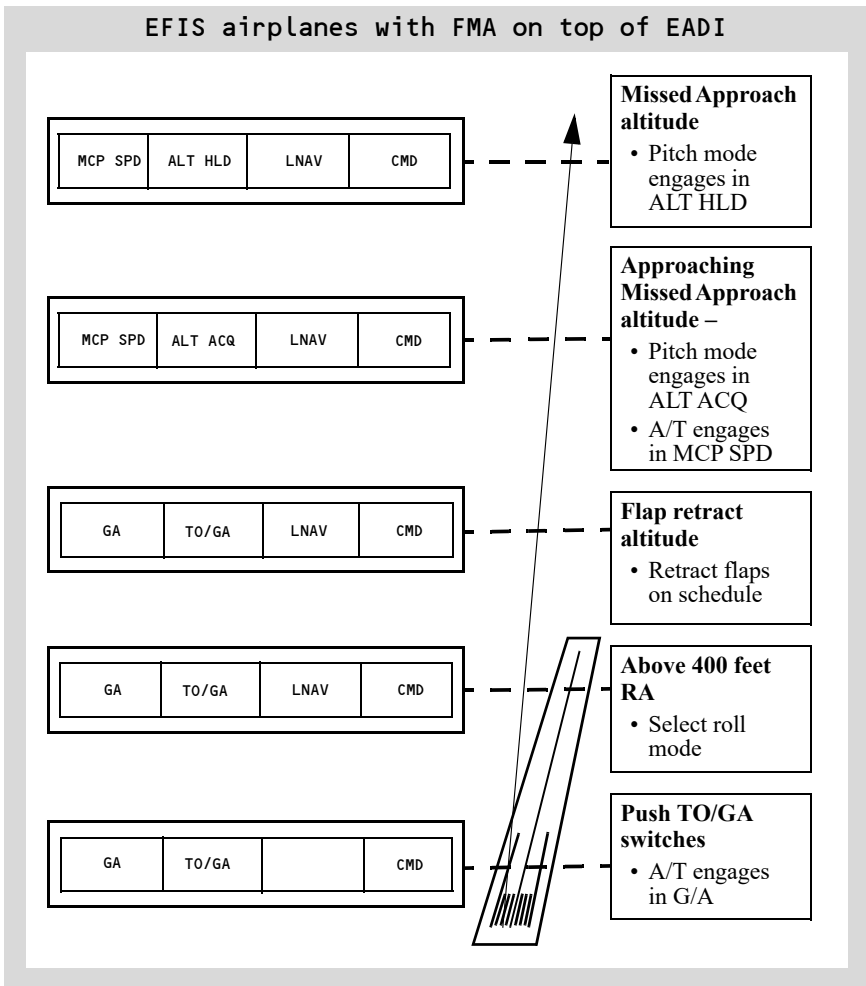 EFIS airplanes with FMA on top of EADI
MCP SPD ALT HLD LNAV CMD
Missed Approach
altitude
• Pitch mode
engages in
ALT HLD
MCP SPD ALT ACQ LNAV CMD
Approaching
Missed Approach
altitude –
• Pitch mode
engages in
ALT ACQ
• A/T engages
in MCP SPD
GA TO/GA LNAV CMD
Flap retract
altitude
• Retract flaps
on schedule
GA TO/GA LNAV CMD
Above 400 feet
RA
• Select roll
mode
GA TO/GA CMD
Push TO/GA
switches
• A/T engages
in G/A